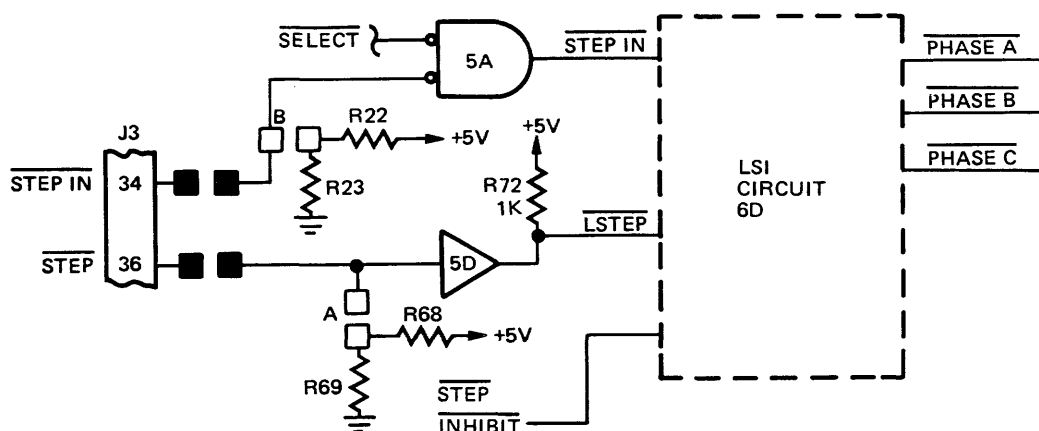 SELECT
5A
STEP IN
PHASE A
PHASE B
PHASE C
J3
B
R22
+5V
R23
+5V
R72
1K
LSI
CIRCUIT
6D
STEP IN
34
LSTEP
STEP
36
5D
A
R68
+5V
R69
STEP
INHIBIT